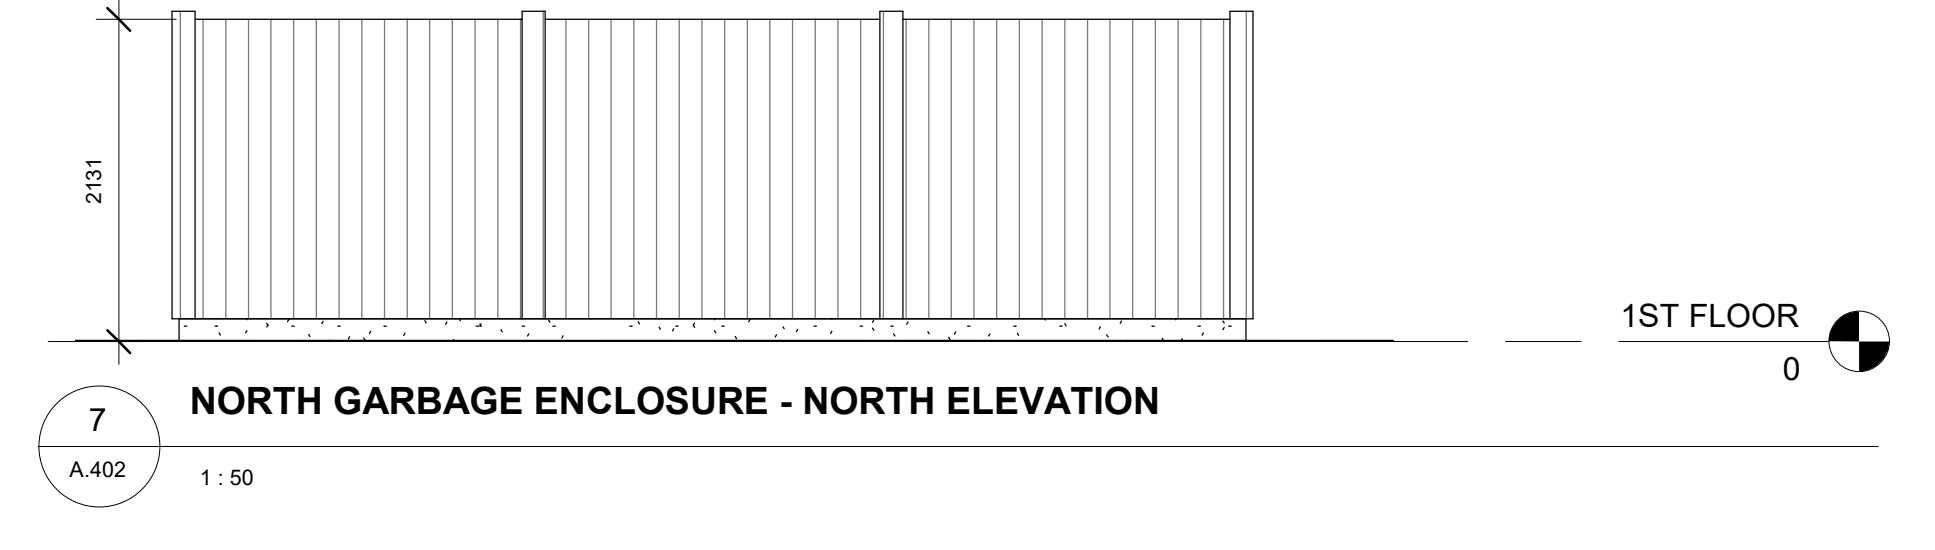 2131
1ST FLOOR
0
7
NORTH GARBAGE ENCLOSURE - NORTH ELEVATION
A.402
1 : 50